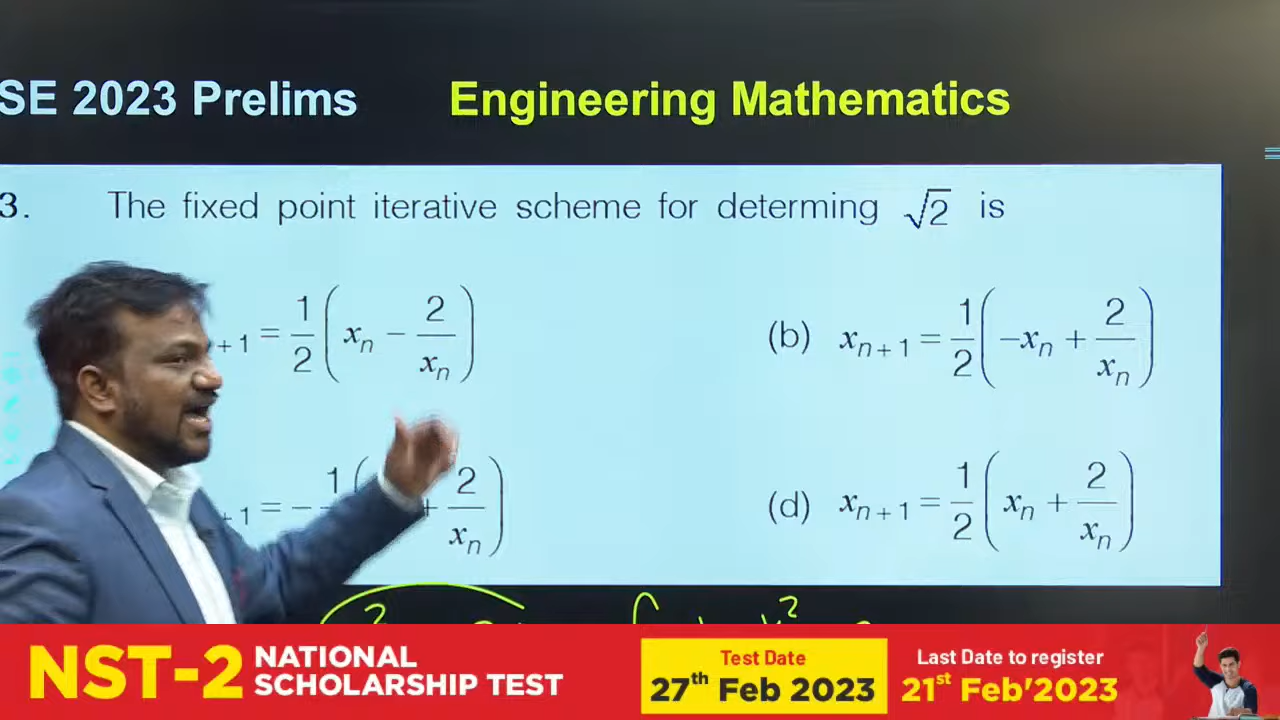 SE 2023 Prelims Engineering Mathematics
3. The fixed point iterative scheme for determing √2 is
+ 1 = 1/2 (xₙ − 2/xₙ)
(b) xₙ₊₁ = 1/2 (−xₙ + 2/xₙ)
+ 1 = − 1 ( + 2/xₙ)
(d) xₙ₊₁ = 1/2 (xₙ + 2/xₙ)
NST-2 NATIONAL SCHOLARSHIP TEST
Test Date
27th Feb 2023
Last Date to register
21st Feb'2023